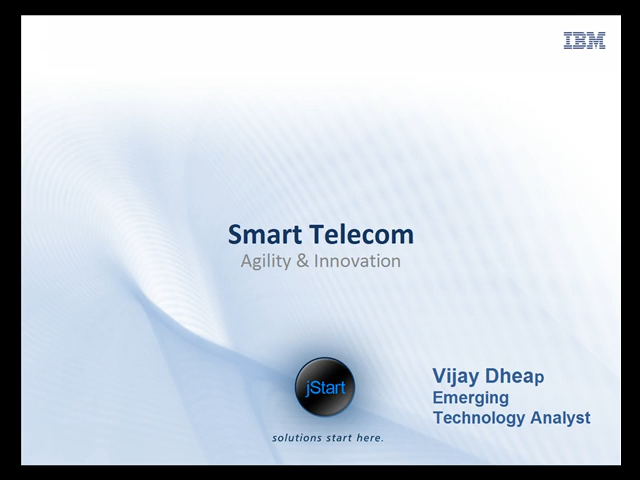 IBM
Smart Telecom
Agility & Innovation
jStart
solutions start here.
Vijay Dheap
Emerging
Technology Analyst